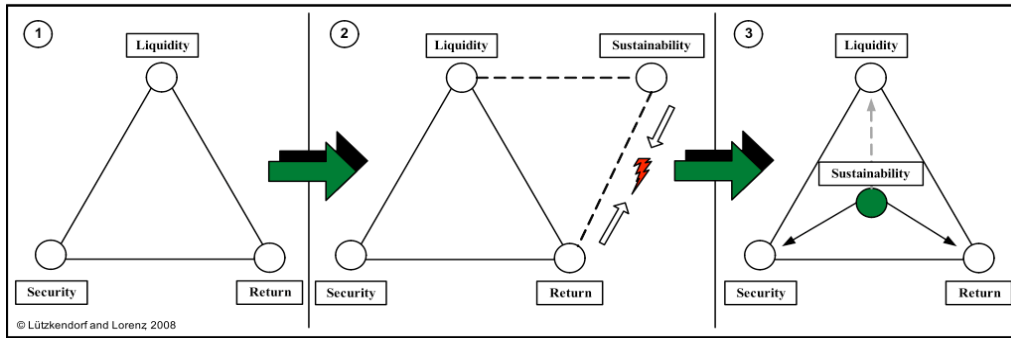 1
2
3
Liquidity
Liquidity
Sustainability
Liquidity
Sustainability
Security
Return
Security
Return
Security
Return
© Lützkendorf and Lorenz, 2008